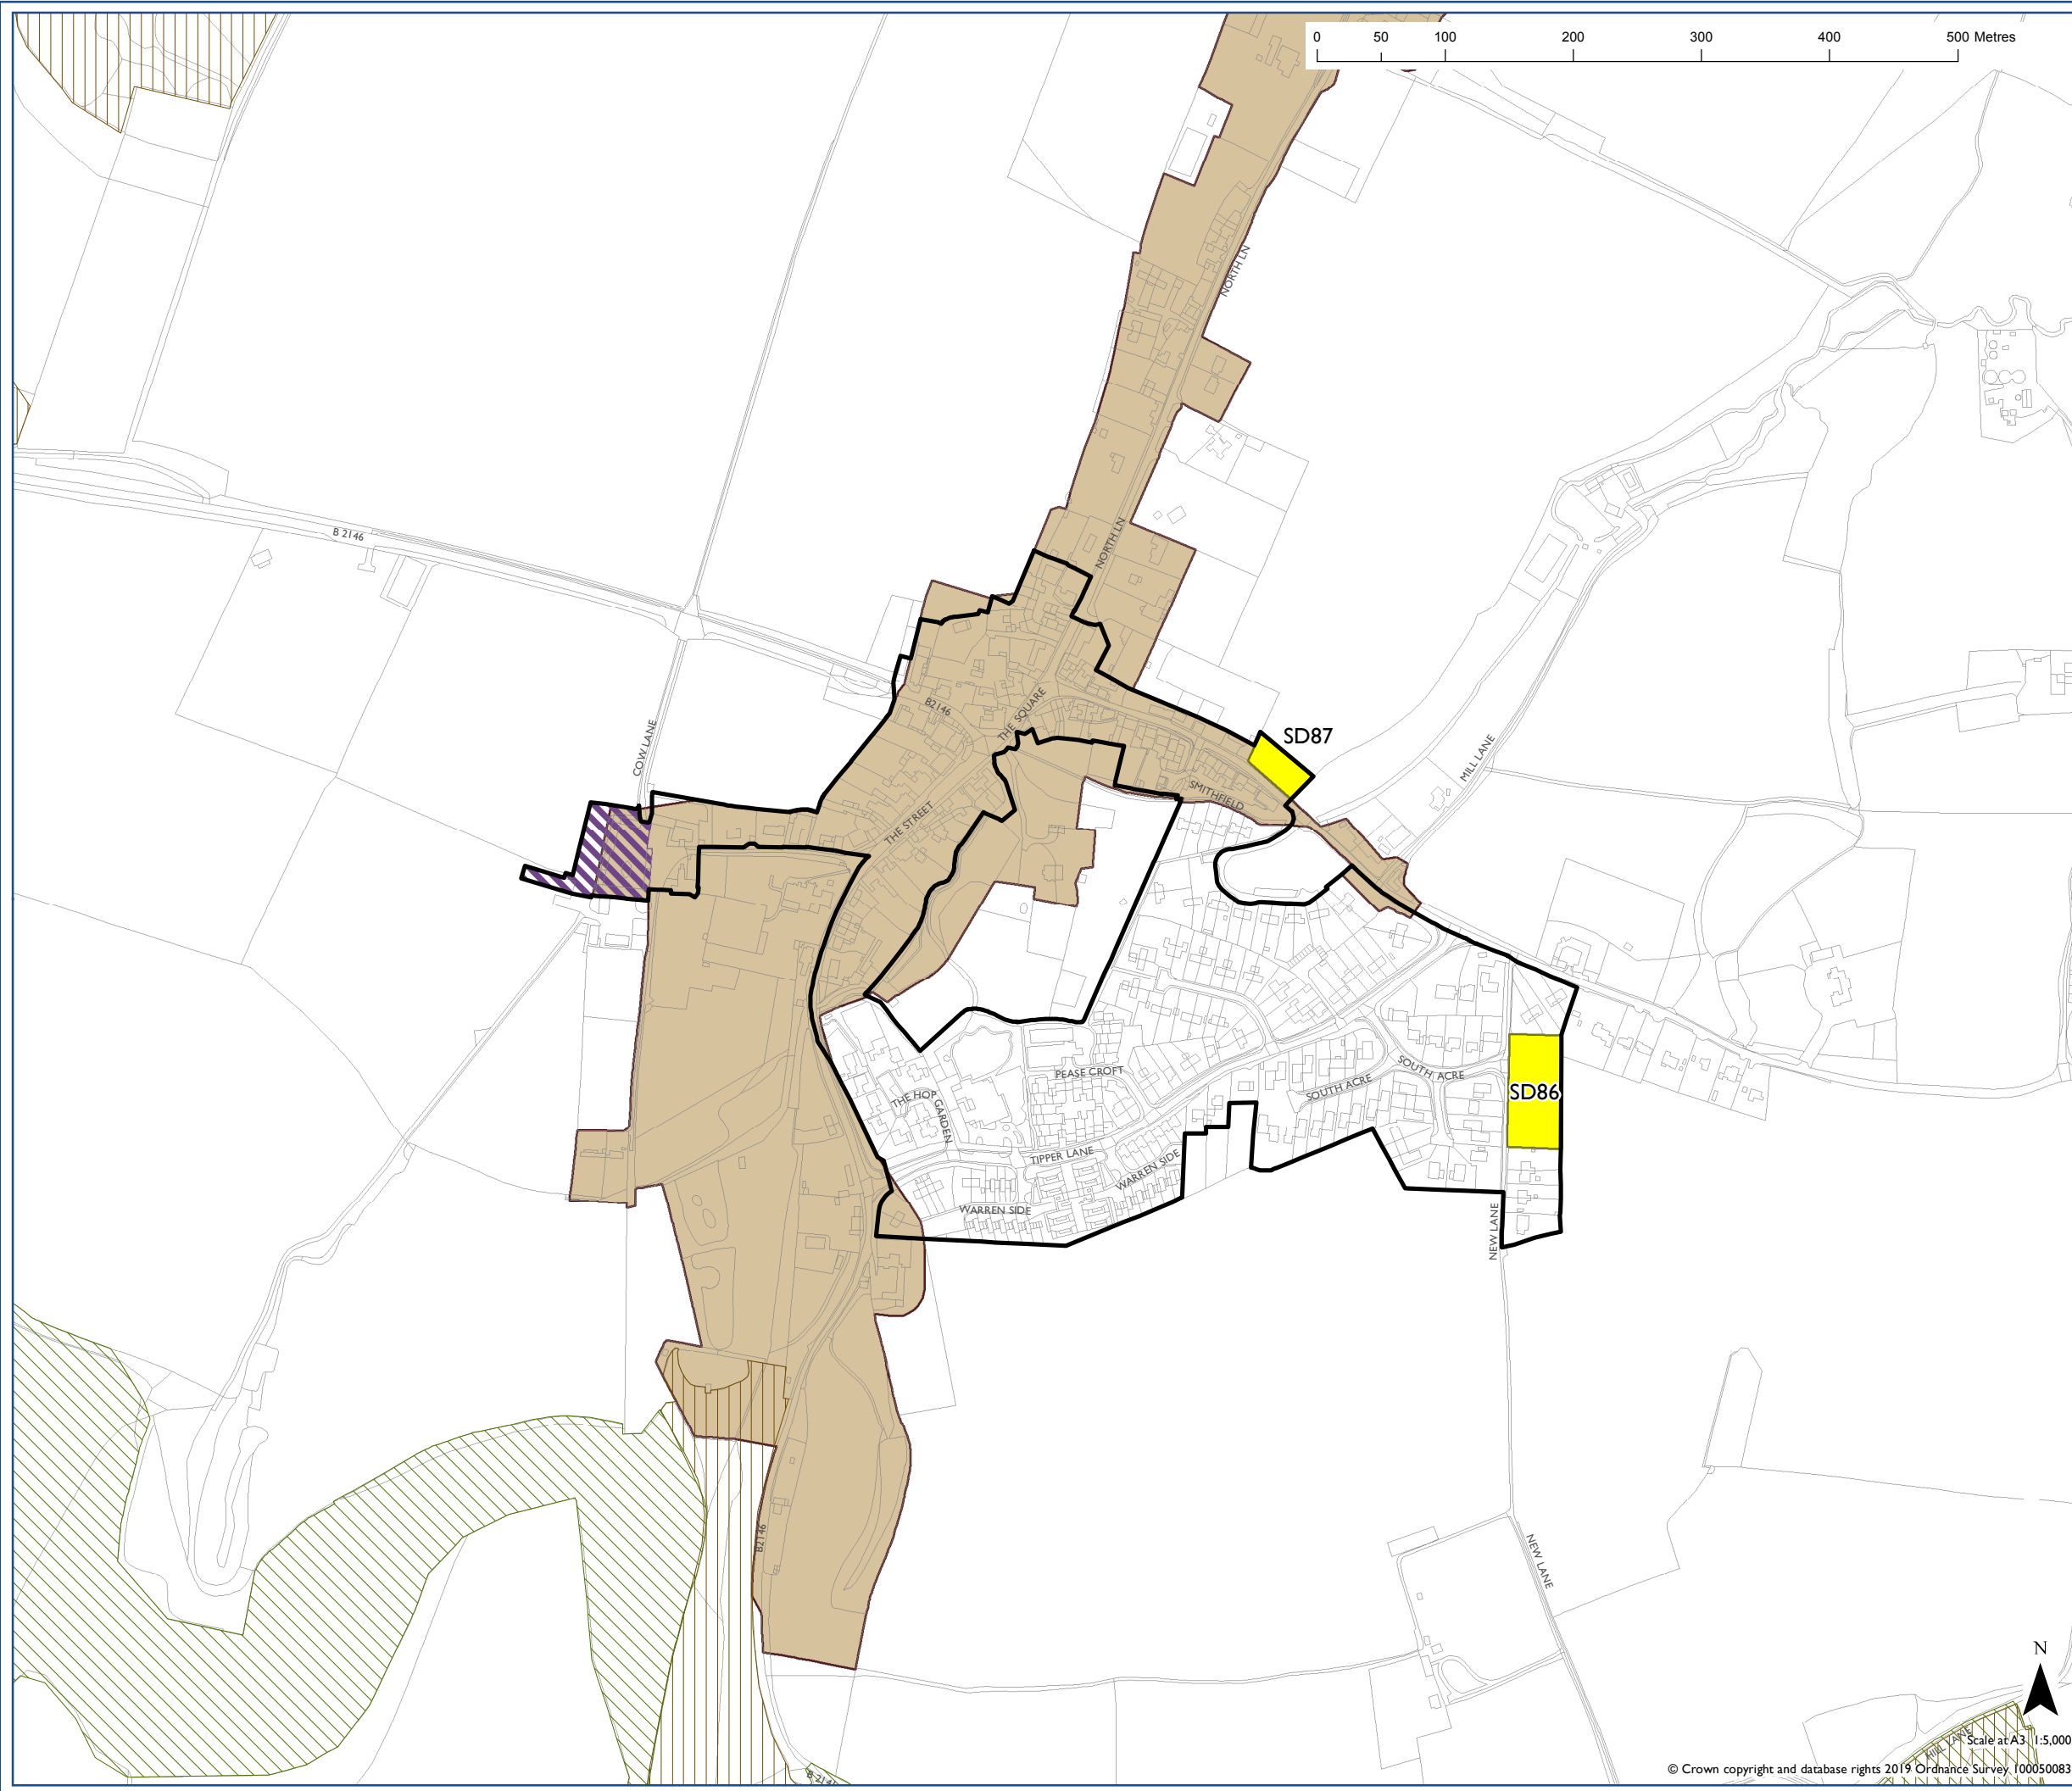 0 50 100 200 300 400 500 Metres
NORTH LN
B 2146
NORTH LN
COW LANE
B2146
THE SQUARE
SD87
MILL LANE
SMITHFIELD
THE STREET
PEASE CROFT
SOUTH ACRE
SOUTH ACRE
SD86
THE HOP
GARDEN
TIPPER LANE
WARREN SIDE
WARREN SIDE
NEW LANE
B2146
NEW LANE
N
HILL LANE
Scale at A3 1:5,000
B 2146
© Crown copyright and database rights 2019 Ordnance Survey 100050083